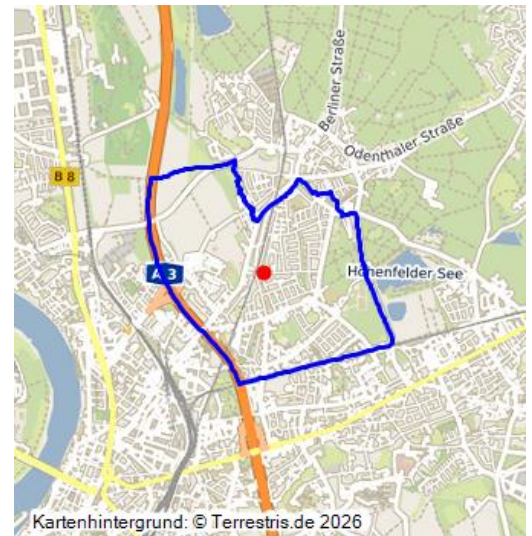 Berliner Straße
Odenthaler Straße
B 8
A 3
Hohenfelder See
Kartenhintergrund: © Terrestris.de 2026